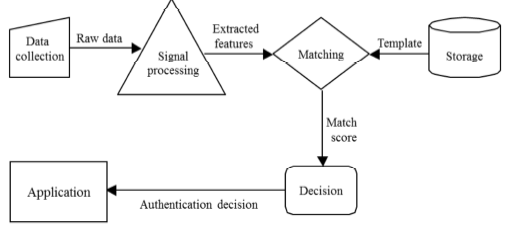 Data
collection
Raw data
Signal
processing
Extracted
features
Matching
Template
Storage
Match
score
Decision
Authentication decision
Application